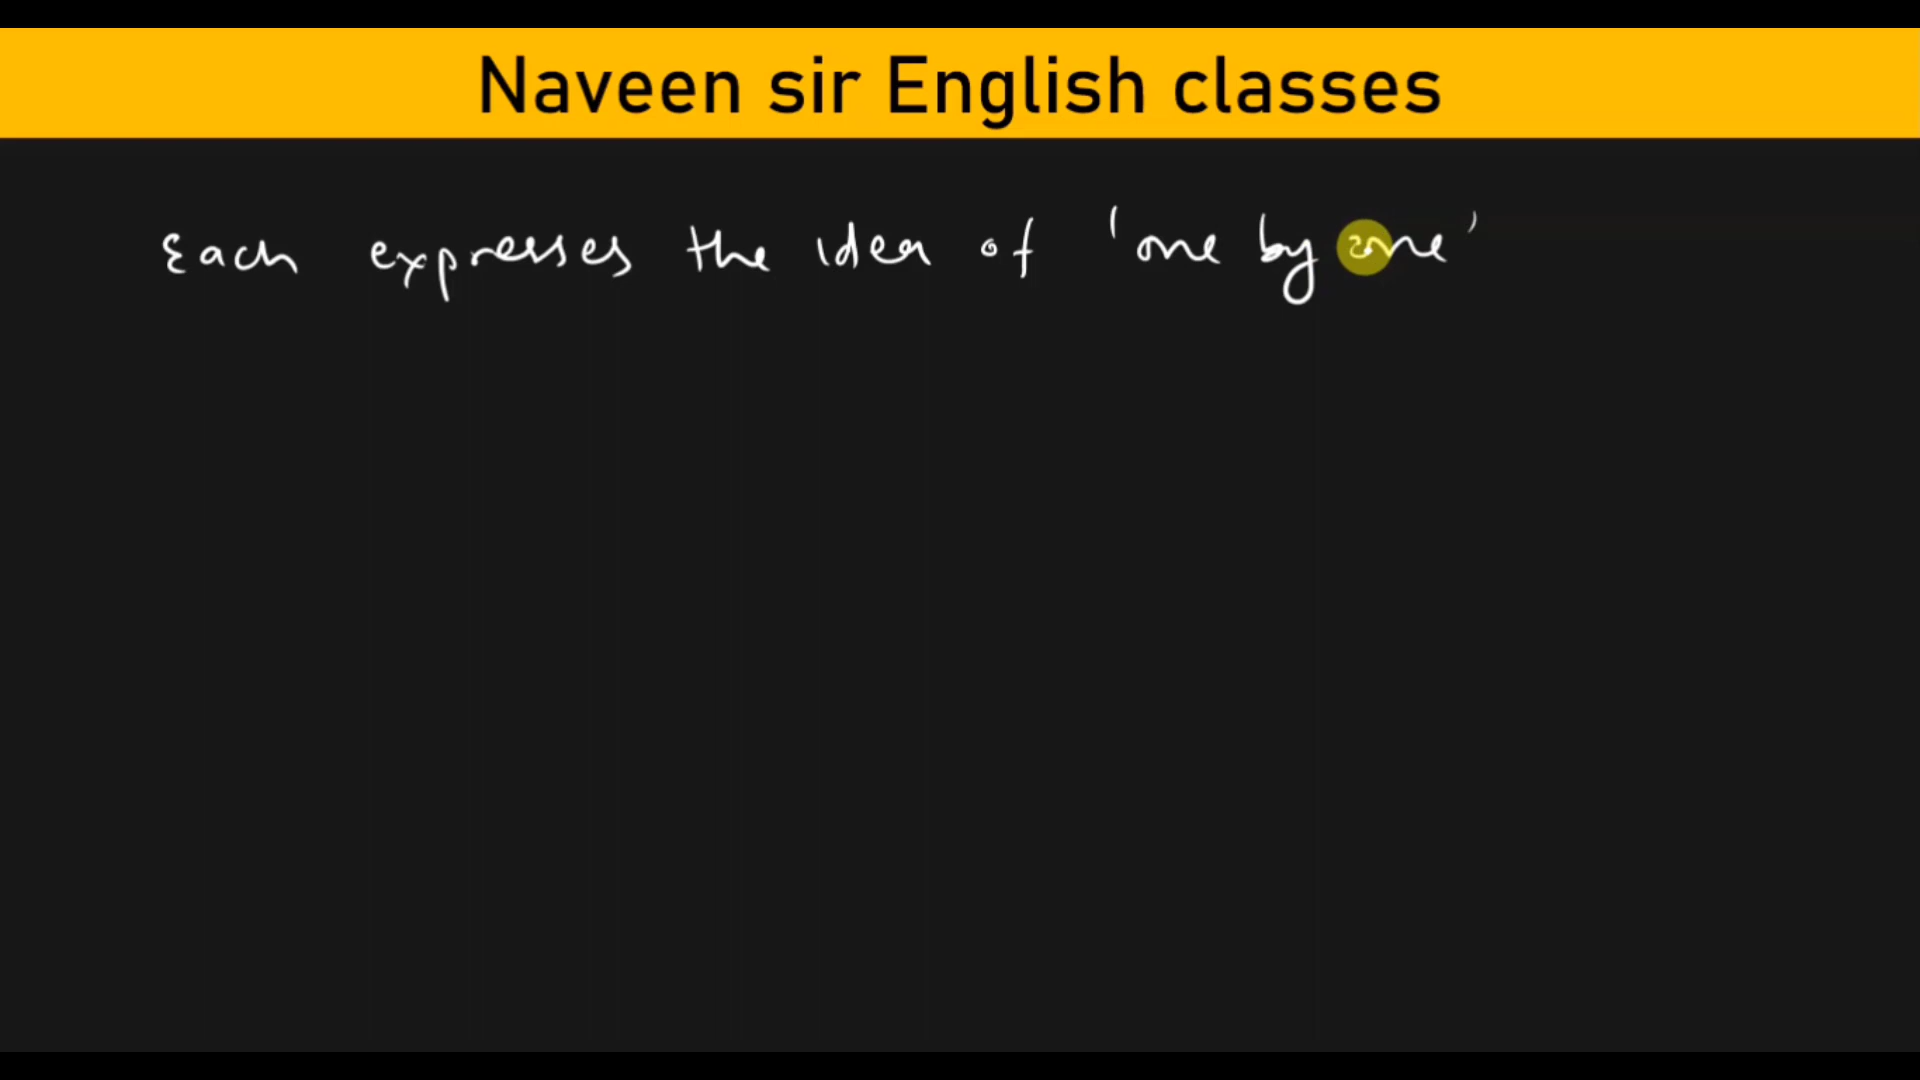 Naveen sir English classes
Each expresses the idea of 'one by one'